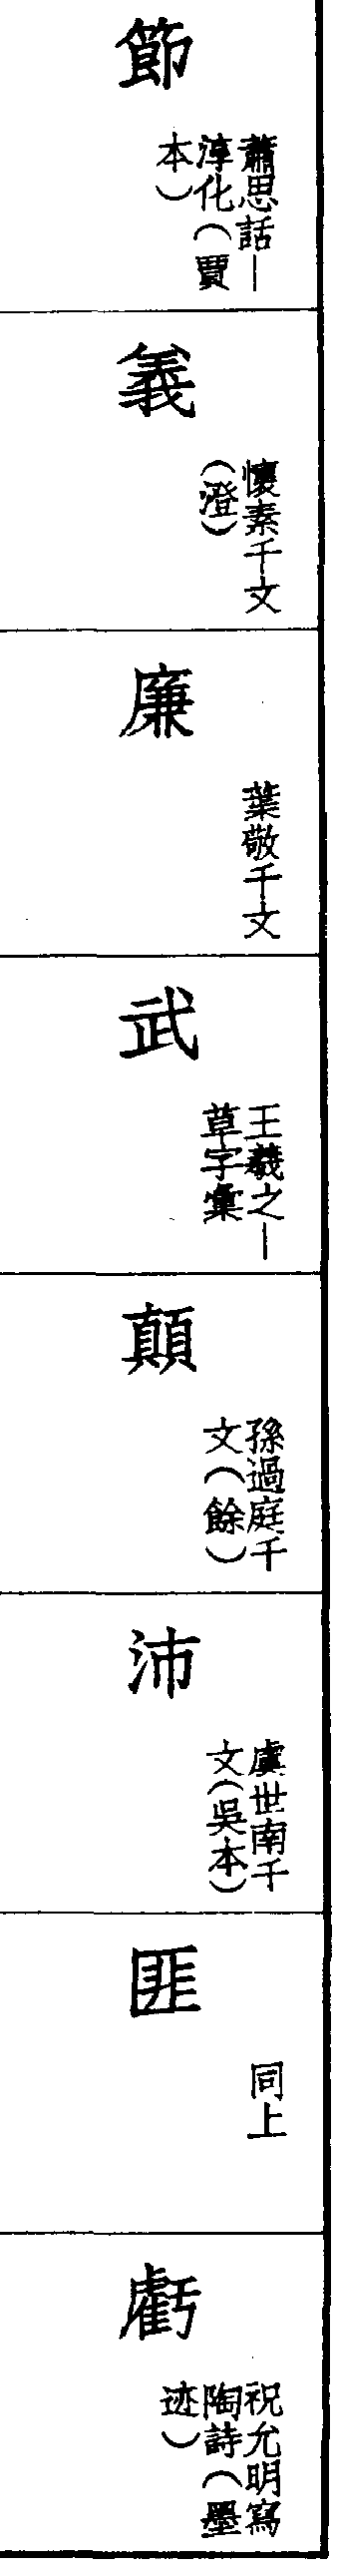 節
蕭思話—
淳化（賈
本）
義
懷素千文
（澄）
廉
葉敬千文
武
王羲之—
草字彙
顛
孫過庭千
文（餘）
沛
虞世南千
文（吳本）
匪
同上
虧
祝允明寫
陶詩（墨
迹）